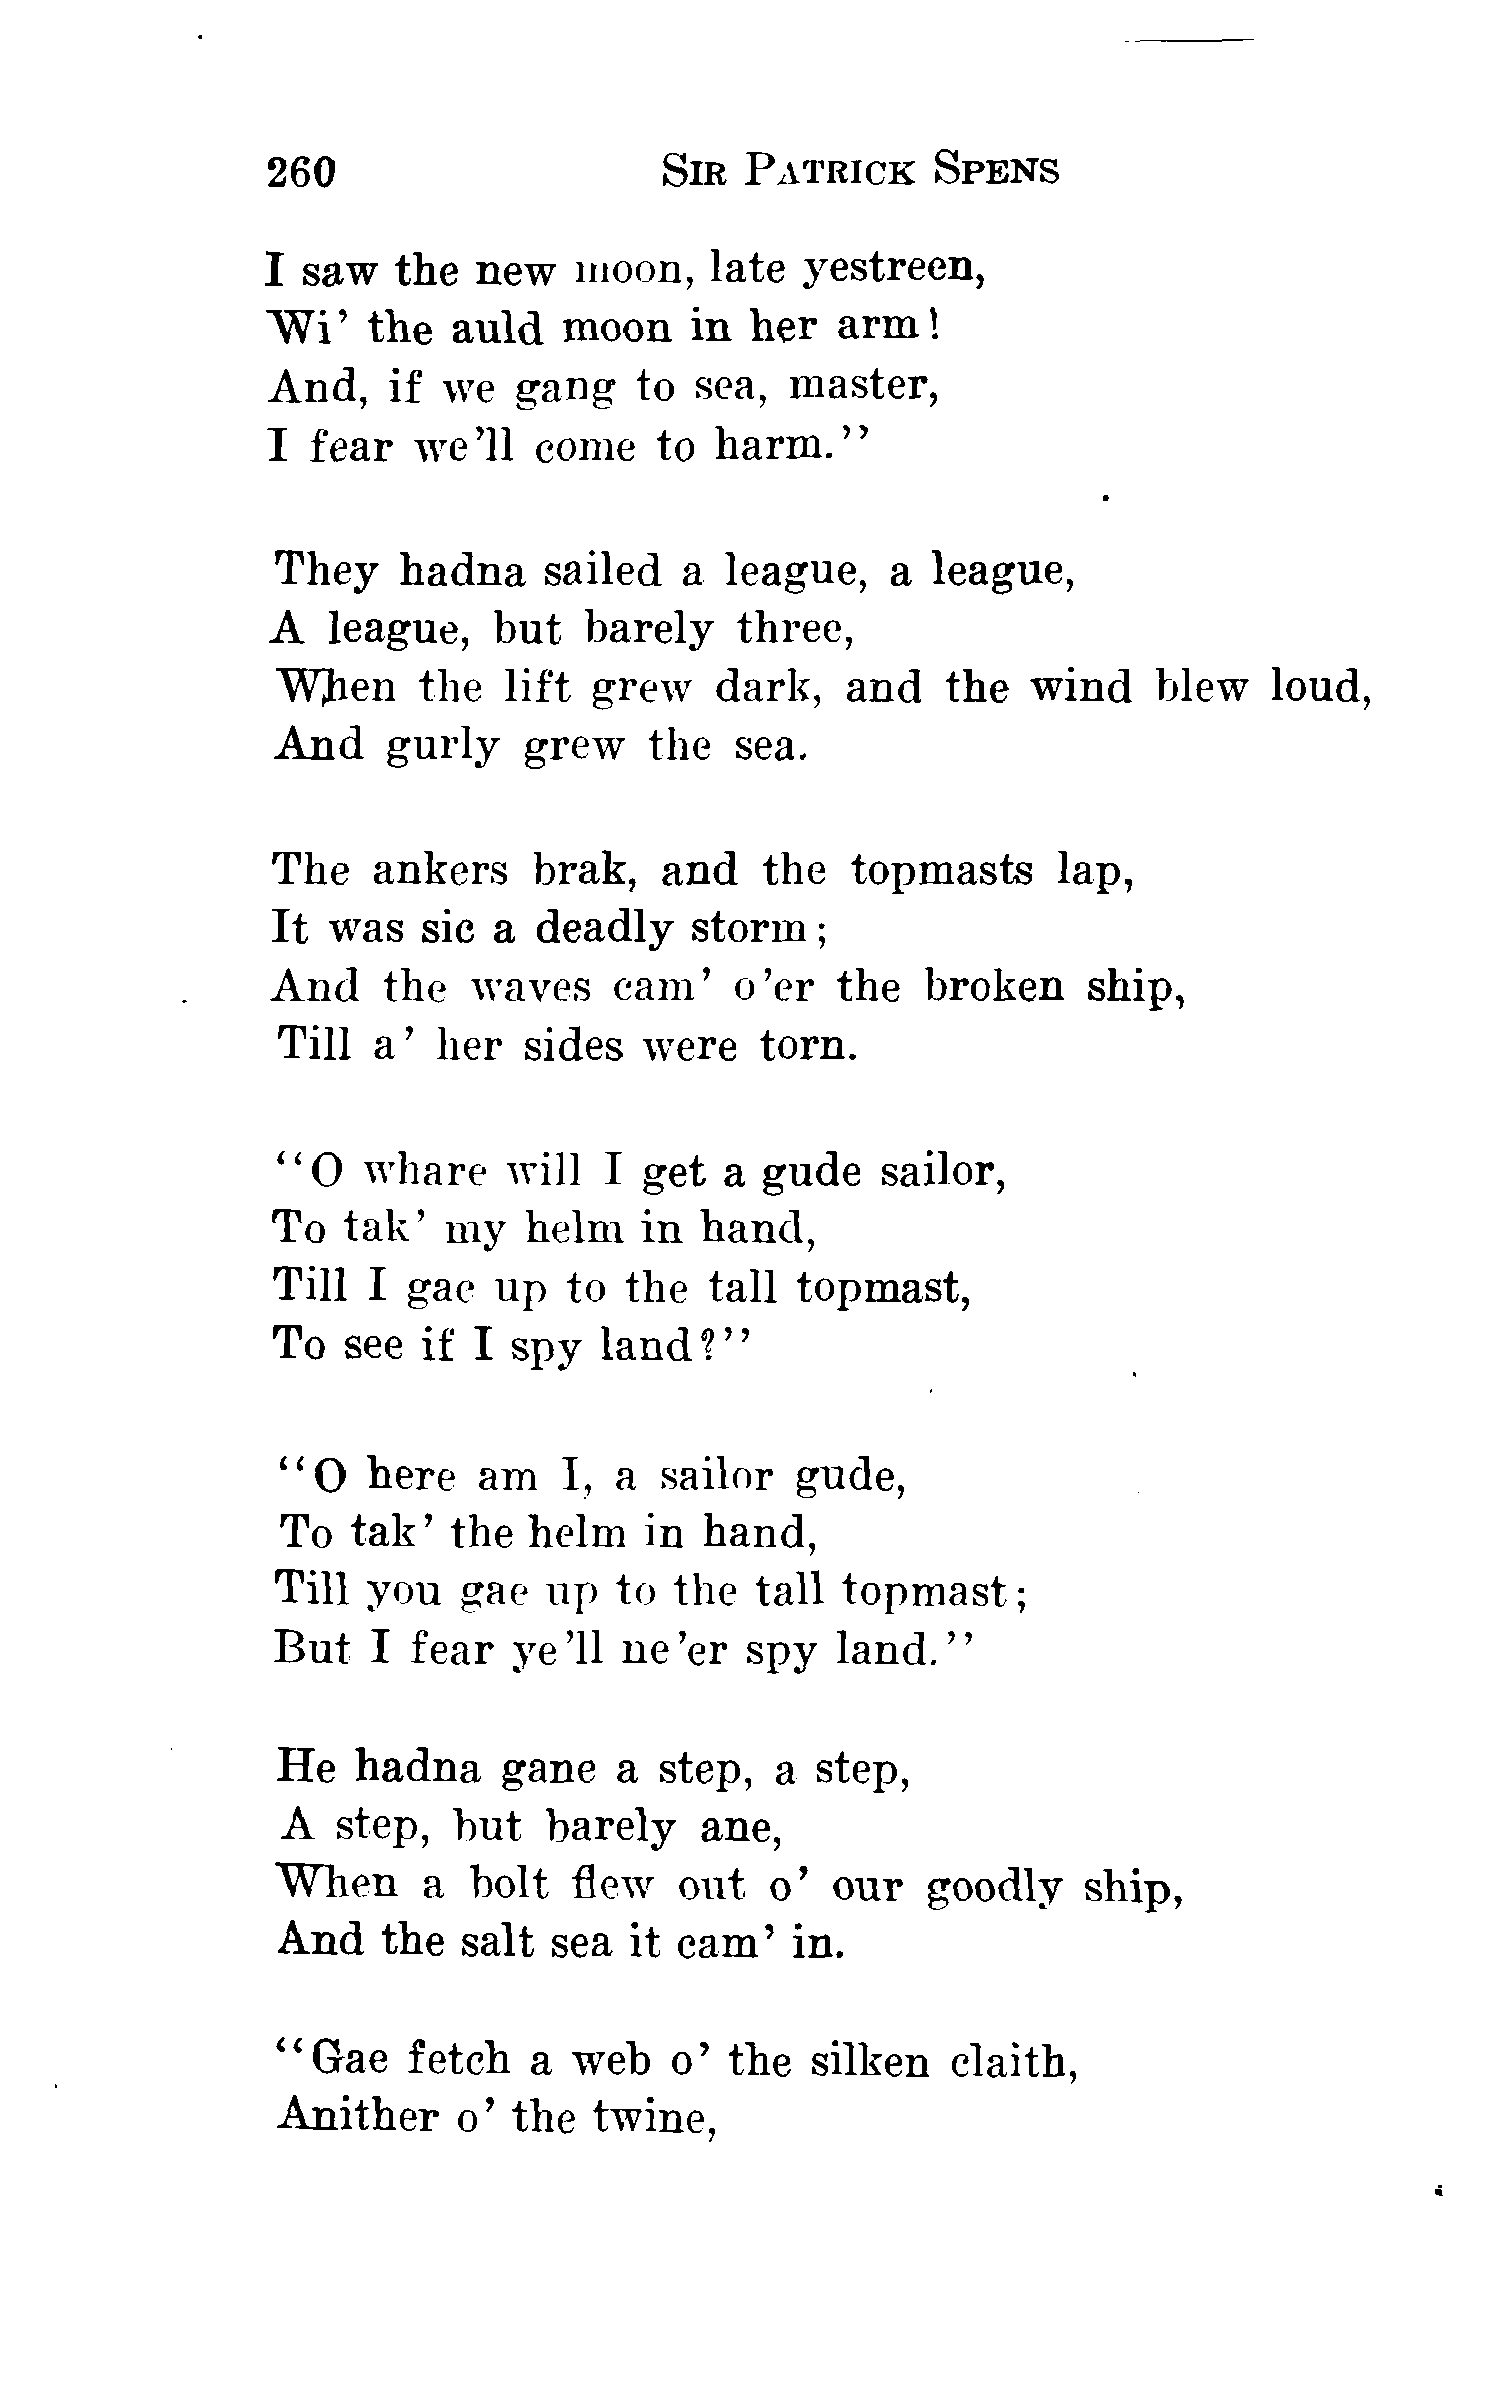 260 SIR PATRICK SPENS
I saw the new moon, late yestreen,
Wi' the auld moon in her arm!
And, if we gang to sea, master,
I fear we'll come to harm."
They hadna sailed a league, a league,
A league, but barely three,
When the lift grew dark, and the wind blew loud,
And gurly grew the sea.
The ankers brak, and the topmasts lap,
It was sic a deadly storm;
And the waves cam' o'er the broken ship,
Till a' her sides were torn.
"O whare will I get a gude sailor,
To tak' my helm in hand,
Till I gae up to the tall topmast,
To see if I spy land?"
"O here am I, a sailor gude,
To tak' the helm in hand,
Till you gae up to the tall topmast;
But I fear ye'll ne'er spy land."
He hadna gane a step, a step,
A step, but barely ane,
When a bolt flew out o' our goodly ship,
And the salt sea it cam' in.
"Gae fetch a web o' the silken claith,
Anither o' the twine,